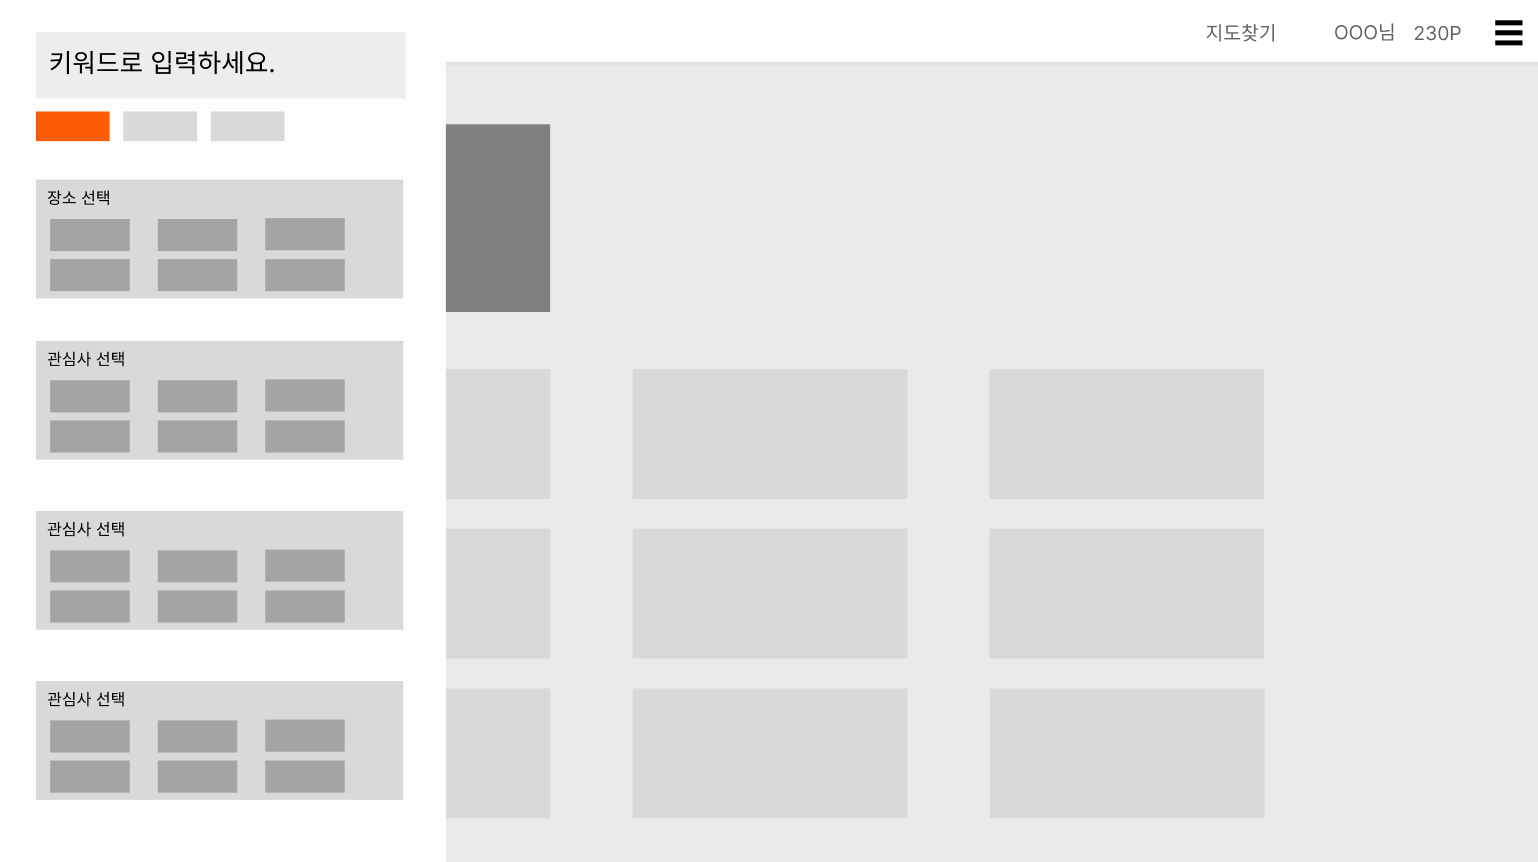 키워드로 입력하세요.
지도찾기
OOO님
230P
장소 선택
관심사 선택
관심사 선택
관심사 선택